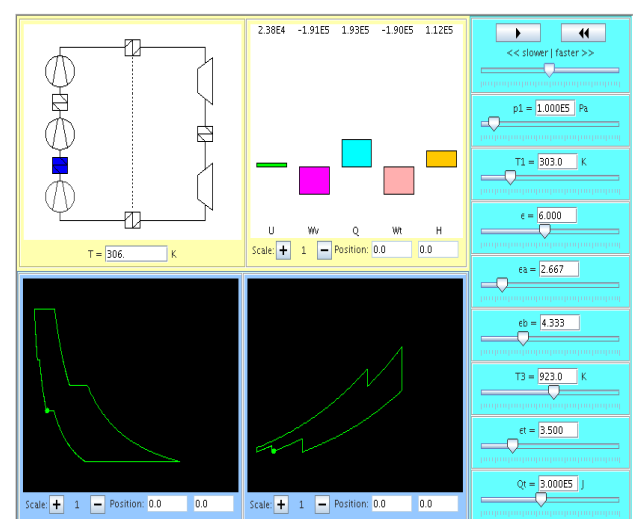 T = 306. K
2.38E4 -1.91E5 1.93E5 -1.90E5 1.12E5
U Wv Q Wt H
Scale: + 1 − Position: 0.0 0.0
Scale: + 1 − Position: 0.0 0.0
Scale: + 1 − Position: 0.0 0.0
<< slower | faster >>
p1 = 1.000E5 Pa
T1 = 303.0 K
e = 6.000
ea = 2.667
eb = 4.333
T3 = 923.0 K
et = 3.500
Qt = 3.000E5 J